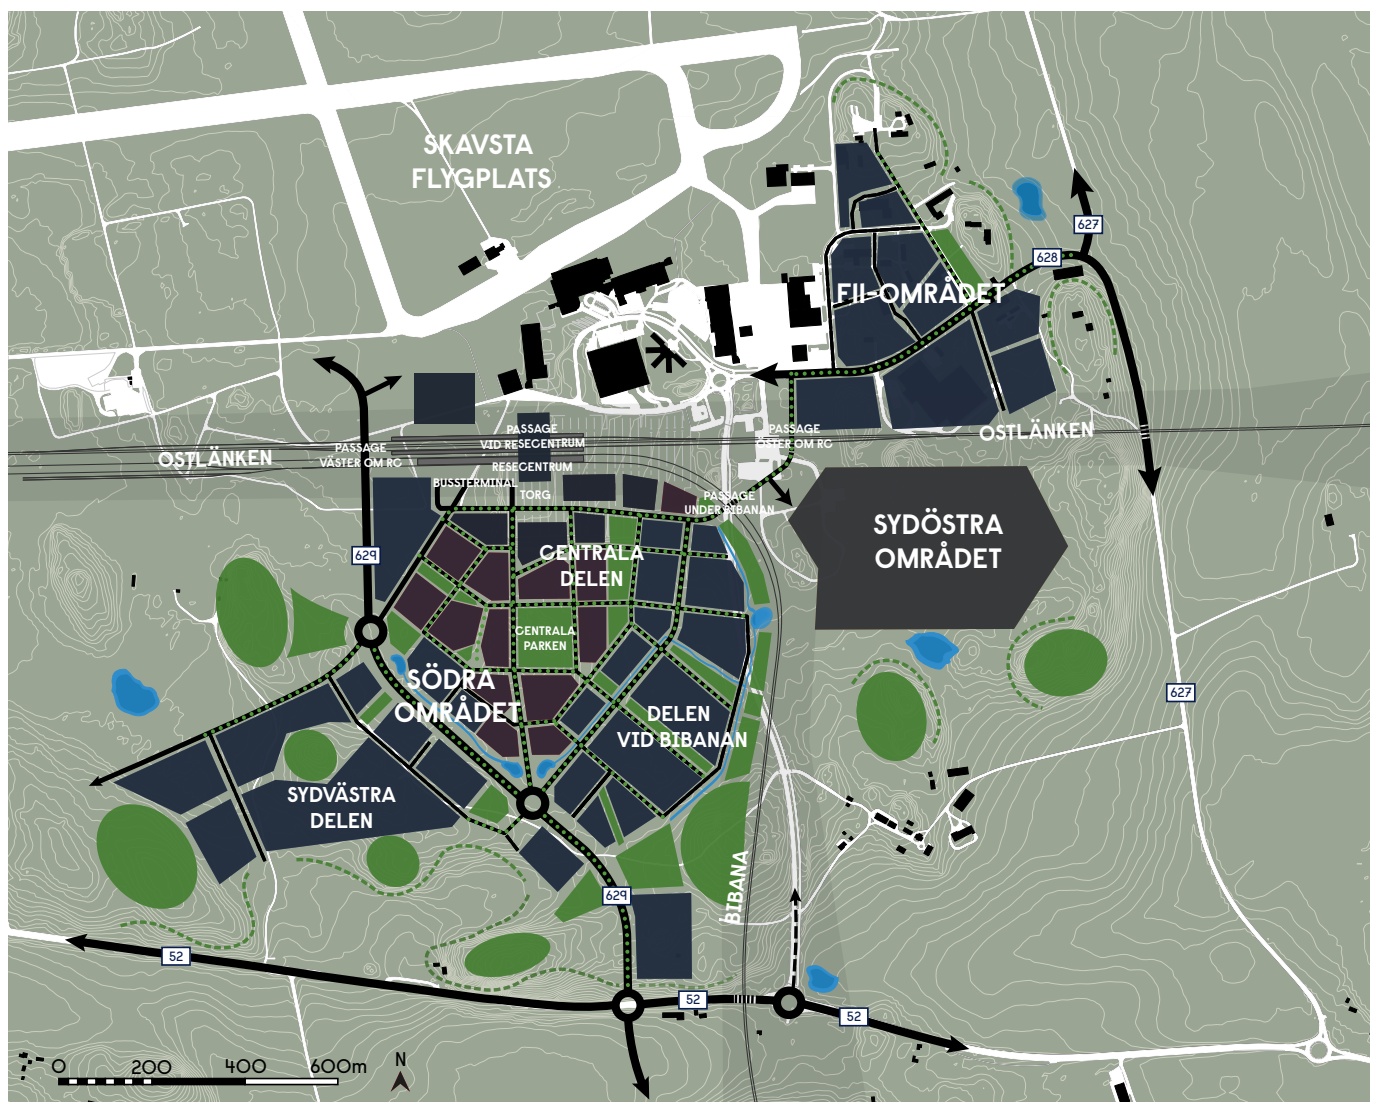 SKAVSTA
FLYGPLATS
627
628
FII-OMRÅDET
PASSAGE
VID RESECENTRUM
PASSAGE
ÖSTER OM RC
OSTLÄNKEN
OSTLÄNKEN
PASSAGE
VÄSTER OM RC
RESECENTRUM
BUSSTERMINAL
TORG
PASSAGE
UNDER BIBANAN
SYDÖSTRA
OMRÅDET
629
CENTRALA
DELEN
CENTRALA
PARKEN
SÖDRA
OMRÅDET
627
DELEN
VID BIBANAN
SYDVÄSTRA
DELEN
BIBANA
629
52
52
52
0 200 400 600m
N